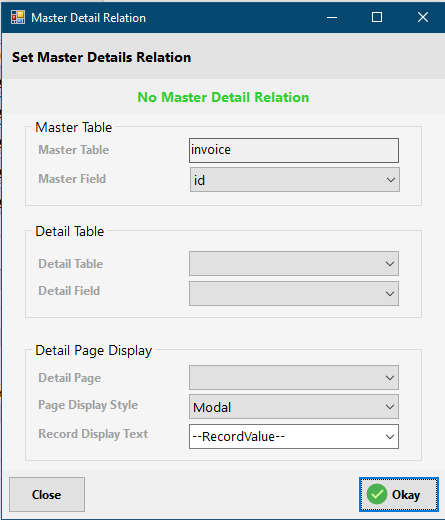 Master Detail Relation
Set Master Details Relation
No Master Detail Relation
Master Table
Master Table invoice
Master Field id
Detail Table
Detail Table
Detail Field
Detail Page Display
Detail Page
Page Display Style Modal
Record Display Text --RecordValue--
Close Okay